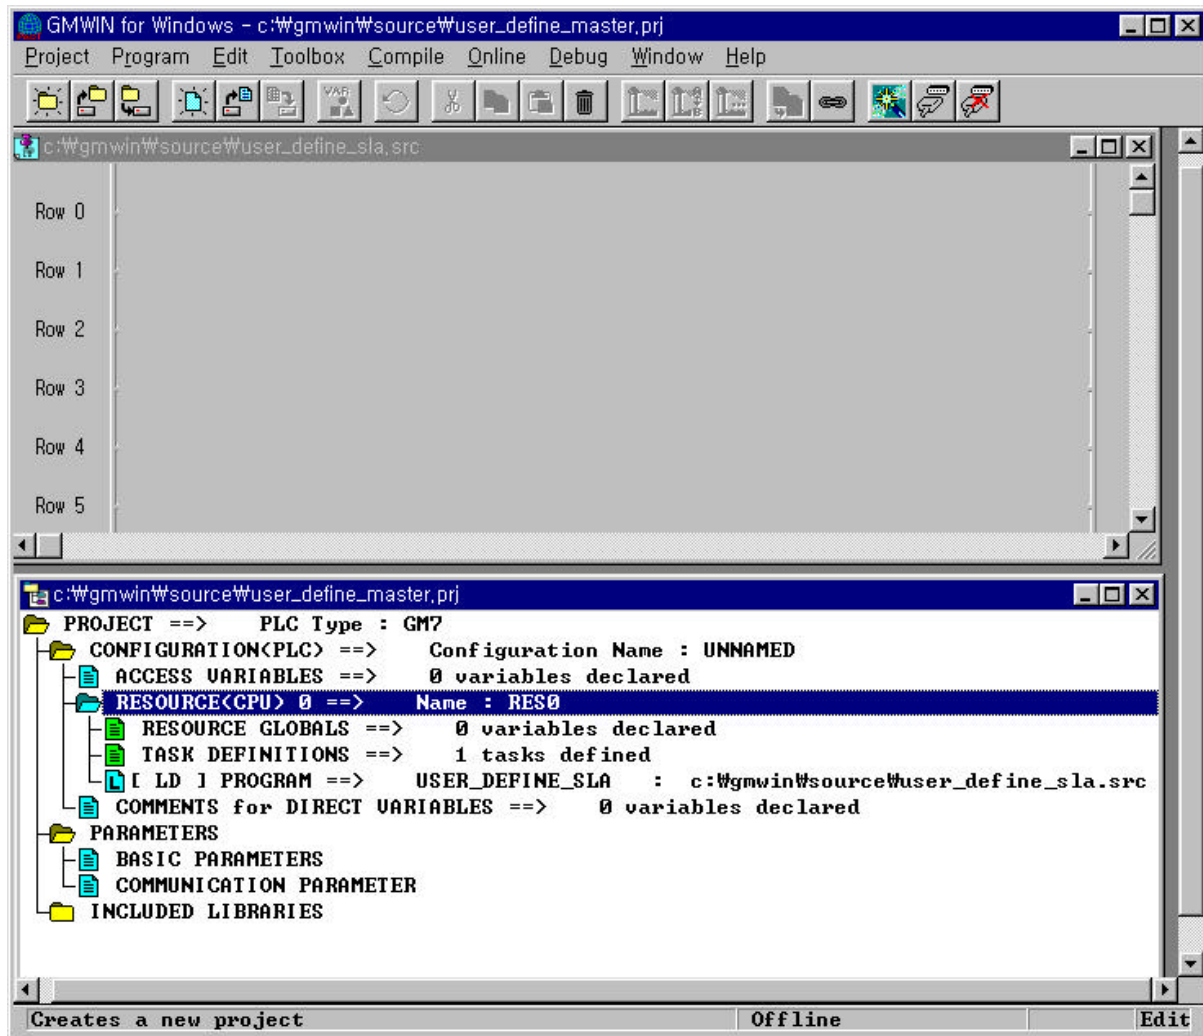 GMWIN for Windows - c:₩gmwin₩source₩user_define_master.prj
Project Program Edit Toolbox Compile Online Debug Window Help
VAR
c:₩gmwin₩source₩user_define_sla.src
Row 0
Row 1
Row 2
Row 3
Row 4
Row 5
c:₩gmwin₩source₩user_define_master.prj
PROJECT ==> PLC Type : GM7
CONFIGURATION(PLC) ==> Configuration Name : UNNAMED
ACCESS VARIABLES ==> 0 variables declared
RESOURCE(CPU) 0 ==> Name : RES0
RESOURCE GLOBALS ==> 0 variables declared
TASK DEFINITIONS ==> 1 tasks defined
L [ LD ] PROGRAM ==> USER_DEFINE_SLA : c:₩gmwin₩source₩user_define_sla.src
COMMENTS for DIRECT VARIABLES ==> 0 variables declared
PARAMETERS
BASIC PARAMETERS
COMMUNICATION PARAMETER
INCLUDED LIBRARIES
Creates a new project Offline Edit